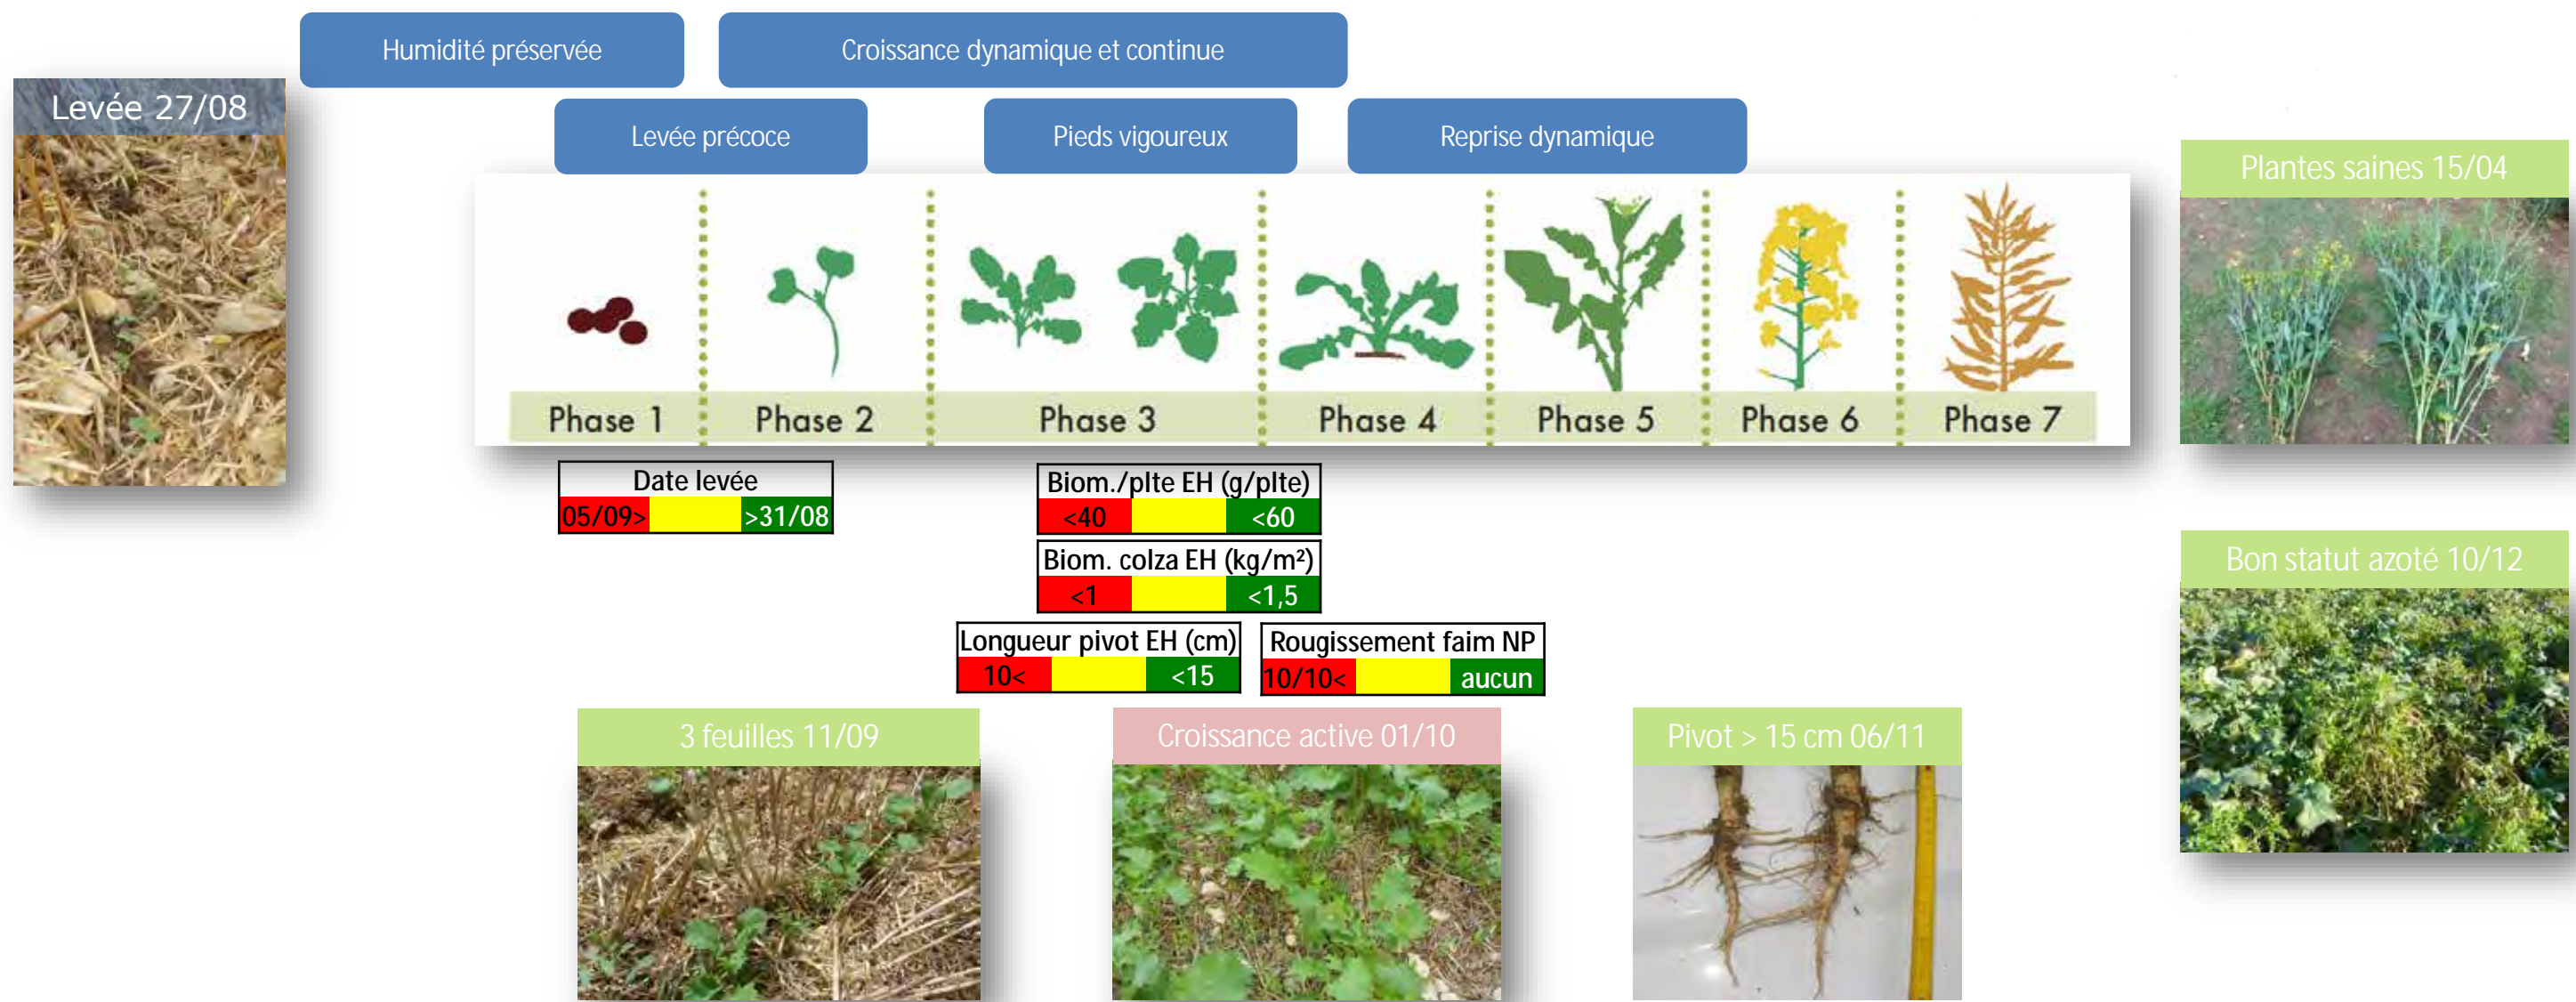 Humidité préservée
Croissance dynamique et continue
Levée 27/08
Levée précoce
Pieds vigoureux
Reprise dynamique
Plantes saines 15/04
Phase 1
Phase 2
Phase 3
Phase 4
Phase 5
Phase 6
Phase 7
Date levée
05/09>
>31/08
Biom./plte EH (g/plte)
<40
<60
Biom. colza EH (kg/m²)
<1
<1,5
Longueur pivot EH (cm)
10<
<15
Rougissement faim NP
10/10<
aucun
Bon statut azoté 10/12
3 feuilles 11/09
Croissance active 01/10
Pivot > 15 cm 06/11